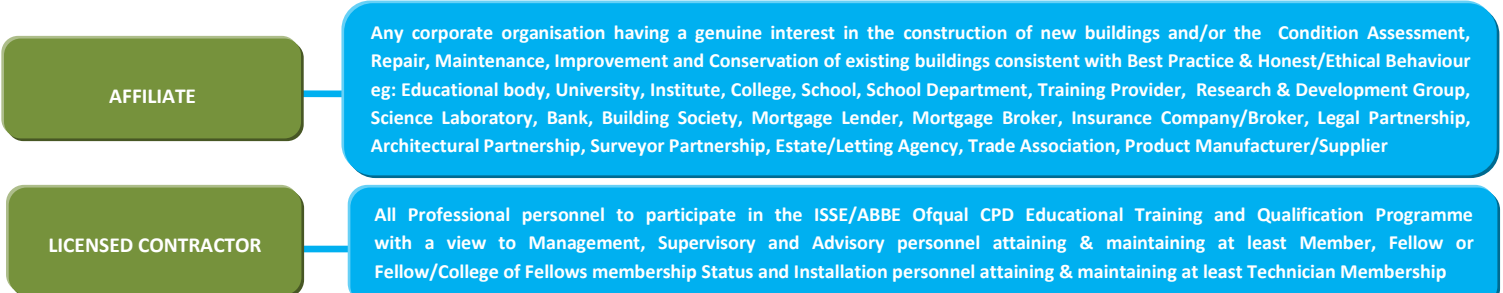 AFFILIATE
Any corporate organisation having a genuine interest in the construction of new buildings and/or the Condition Assessment,
Repair, Maintenance, Improvement and Conservation of existing buildings consistent with Best Practice & Honest/Ethical Behaviour
eg: Educational body, University, Institute, College, School, School Department, Training Provider, Research & Development Group,
Science Laboratory, Bank, Building Society, Mortgage Lender, Mortgage Broker, Insurance Company/Broker, Legal Partnership,
Architectural Partnership, Surveyor Partnership, Estate/Letting Agency, Trade Association, Product Manufacturer/Supplier
LICENSED CONTRACTOR
All Professional personnel to participate in the ISSE/ABBE Ofqual CPD Educational Training and Qualification Programme
with a view to Management, Supervisory and Advisory personnel attaining & maintaining at least Member, Fellow or
Fellow/College of Fellows membership Status and Installation personnel attaining & maintaining at least Technician Membership